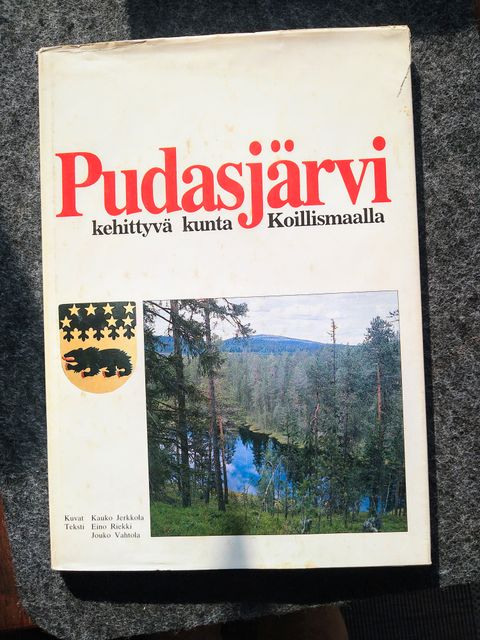 Pudasjärvi
kehittyvä kunta Koillismaalla
Kuvat Kauko Jerkkola
Teksti Eino Riekki
Jouko Vahtola